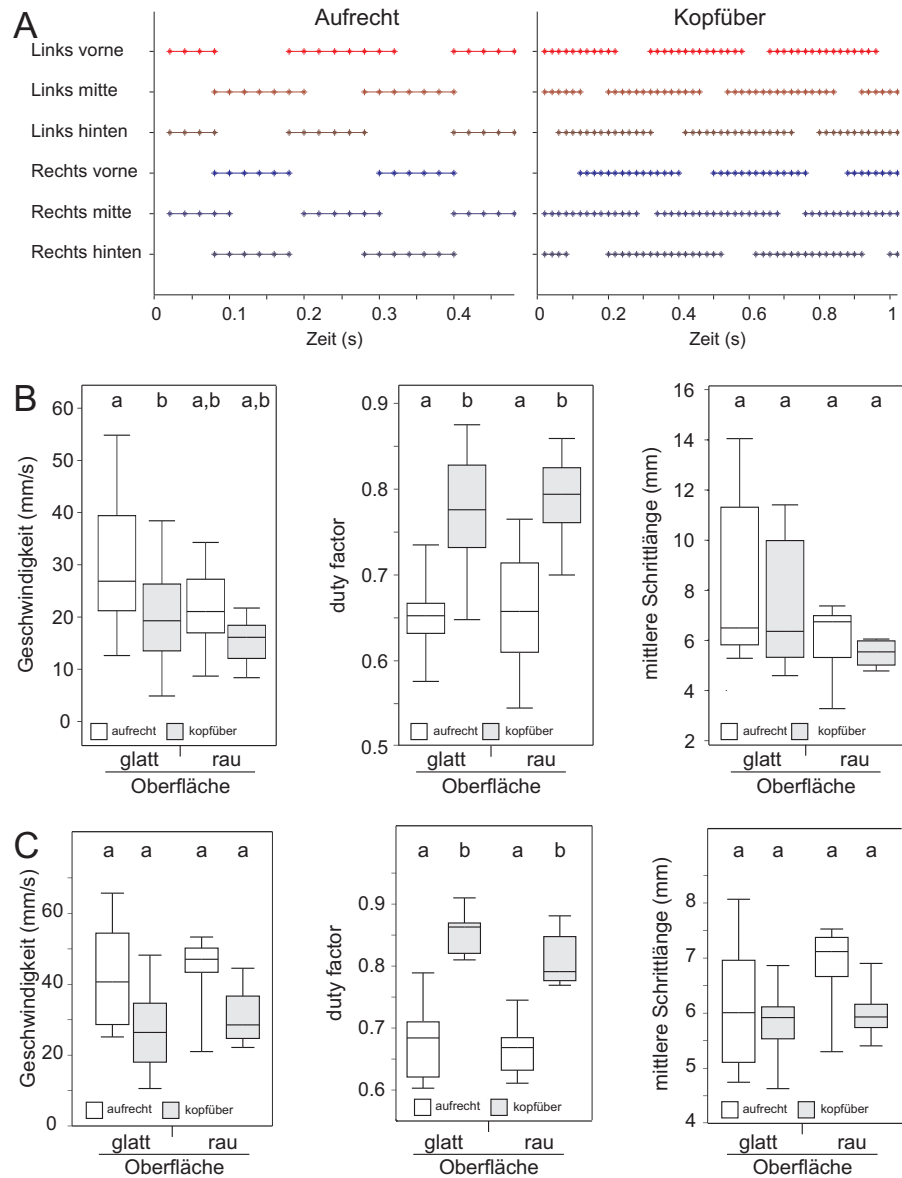 A
Aufrecht
Kopfüber
Links vorne
Links mitte
Links hinten
Rechts vorne
Rechts mitte
Rechts hinten
0 0.1 0.2 0.3 0.4
0 0.2 0.4 0.6 0.8 1
Zeit (s)
Zeit (s)
B
Geschwindigkeit (mm/s)
60
50
40
30
20
10
0
a b a,b a,b
aufrecht kopfüber
glatt rau
Oberfläche
duty factor
0.9
0.8
0.7
0.6
0.5
a b a b
aufrecht kopfüber
glatt rau
Oberfläche
mittlere Schrittlänge (mm)
16
14
12
10
8
6
4
2
a a a a
aufrecht kopfüber
glatt rau
Oberfläche
C
Geschwindigkeit (mm/s)
60
40
20
0
a a a a
aufrecht kopfüber
glatt rau
Oberfläche
duty factor
0.9
0.8
0.7
0.6
a b a b
aufrecht kopfüber
glatt rau
Oberfläche
mittlere Schrittlänge (mm)
8
7
6
5
4
a a a a
aufrecht kopfüber
glatt rau
Oberfläche